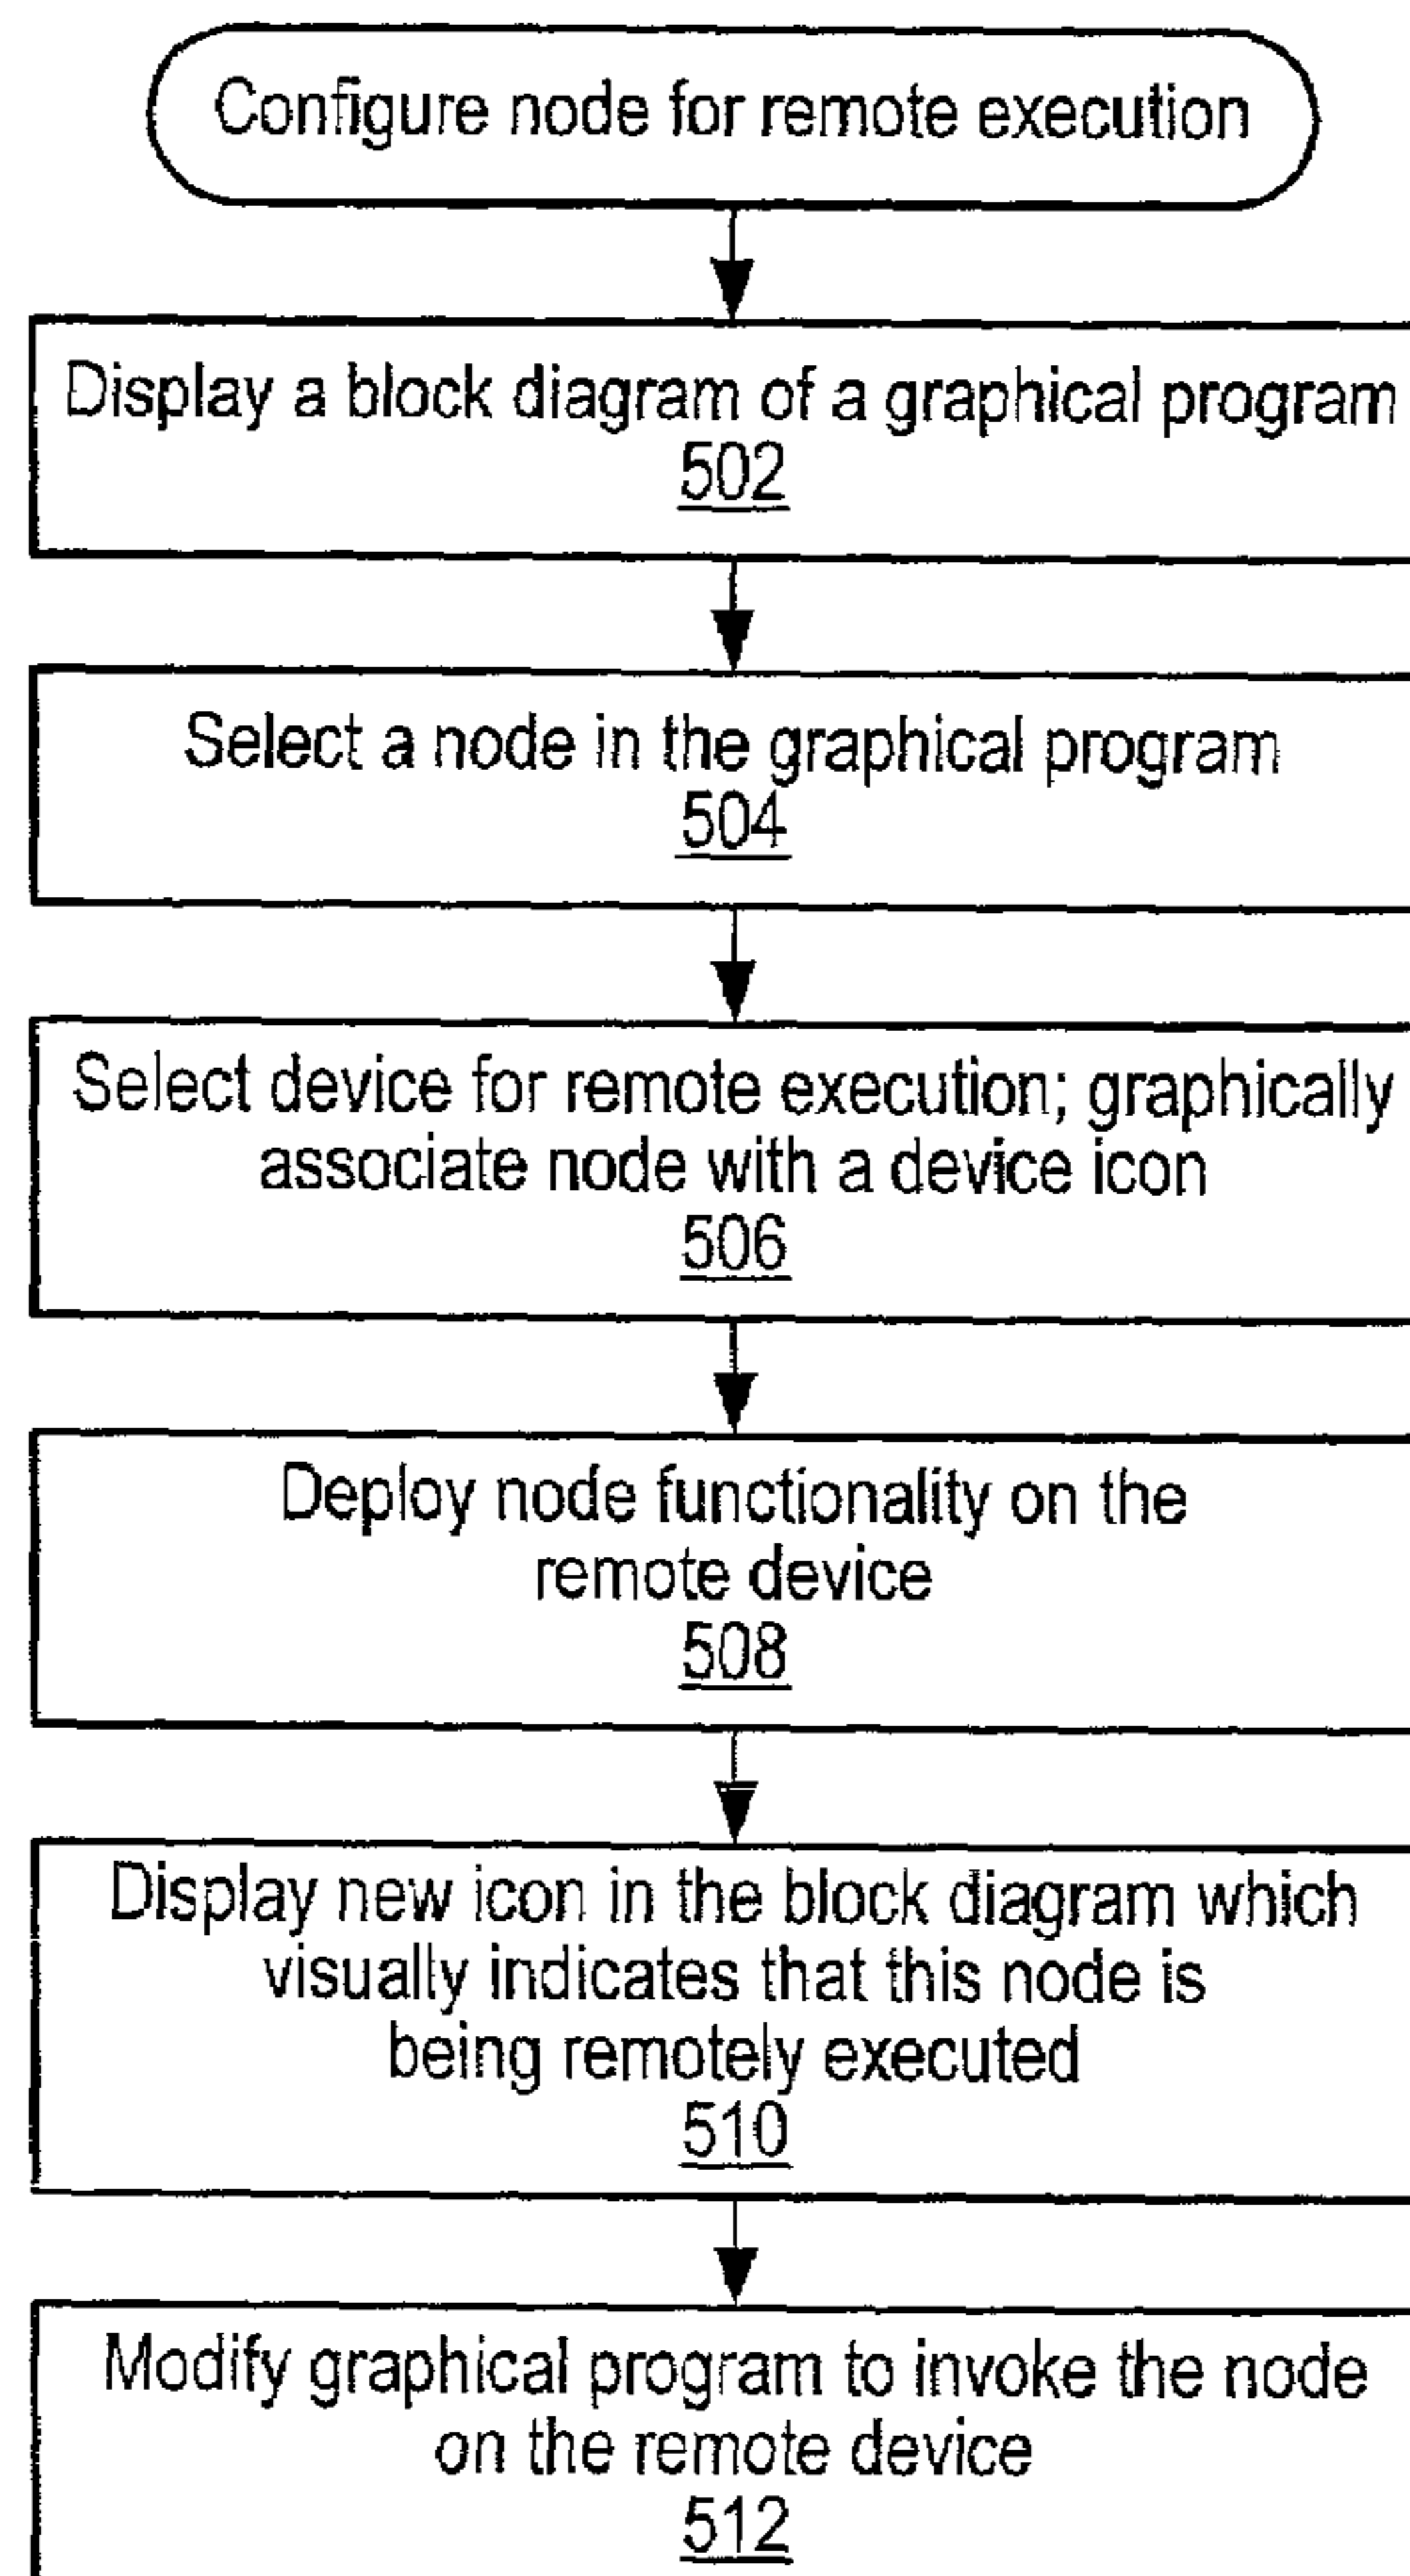 Configure node for remote execution
Display a block diagram of a graphical program
502
Select a node in the graphical program
504
Select device for remote execution; graphically
associate node with a device icon
506
Deploy node functionality on the
remote device
508
Display new icon in the block diagram which
visually indicates that this node is
being remotely executed
510
Modify graphical program to invoke the node
on the remote device
512